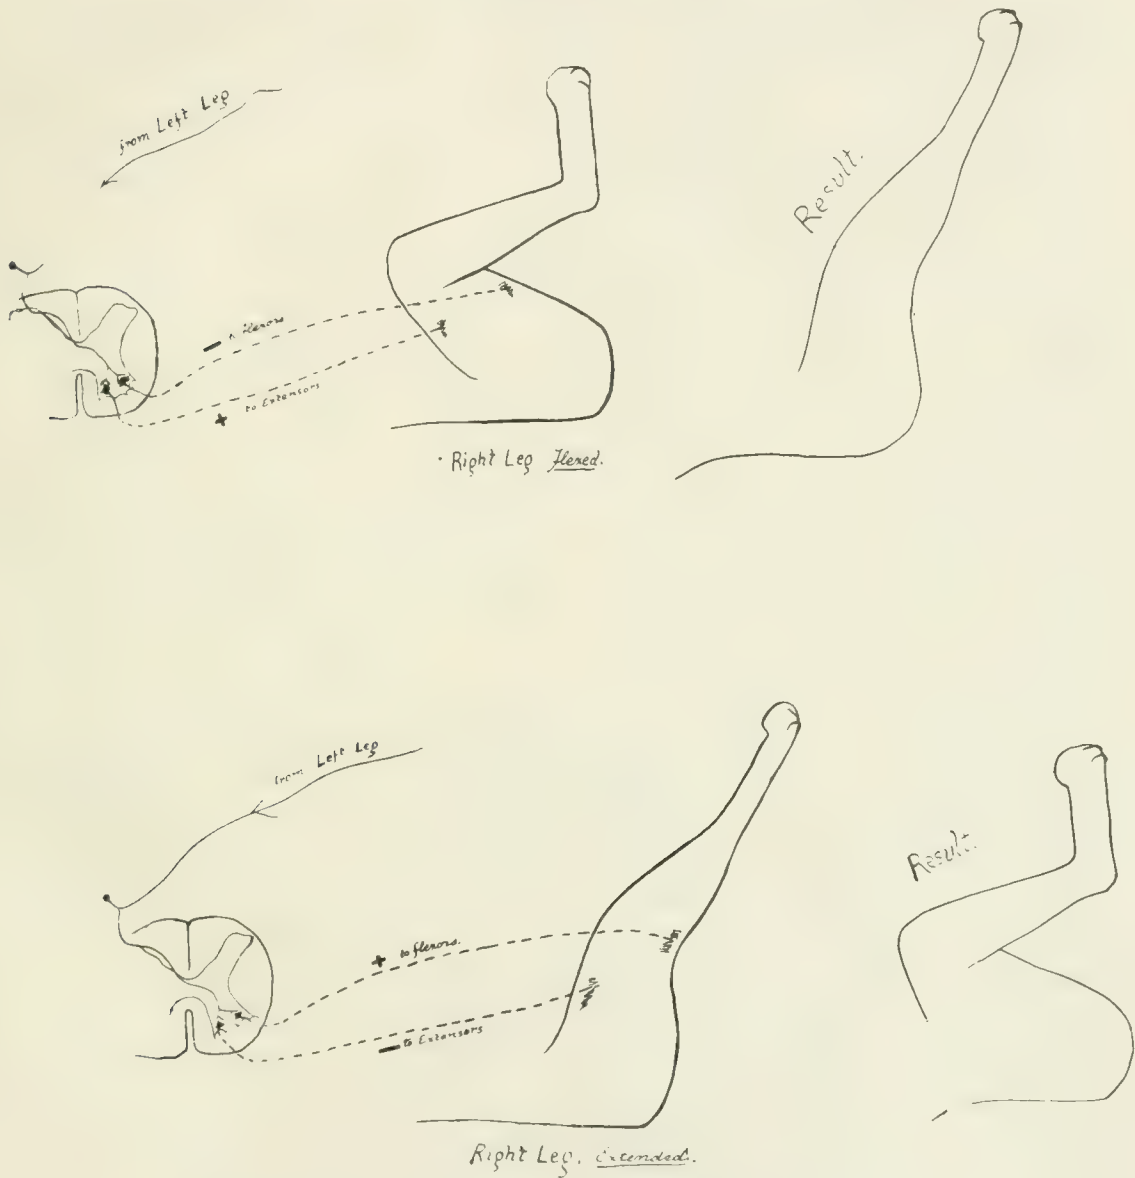 from Left Leg
Result.
− to flexors
+ to Extensors
Right Leg flexed.
from Left Leg
Result.
+ to flexors.
− to Extensors
Right Leg. Extended.